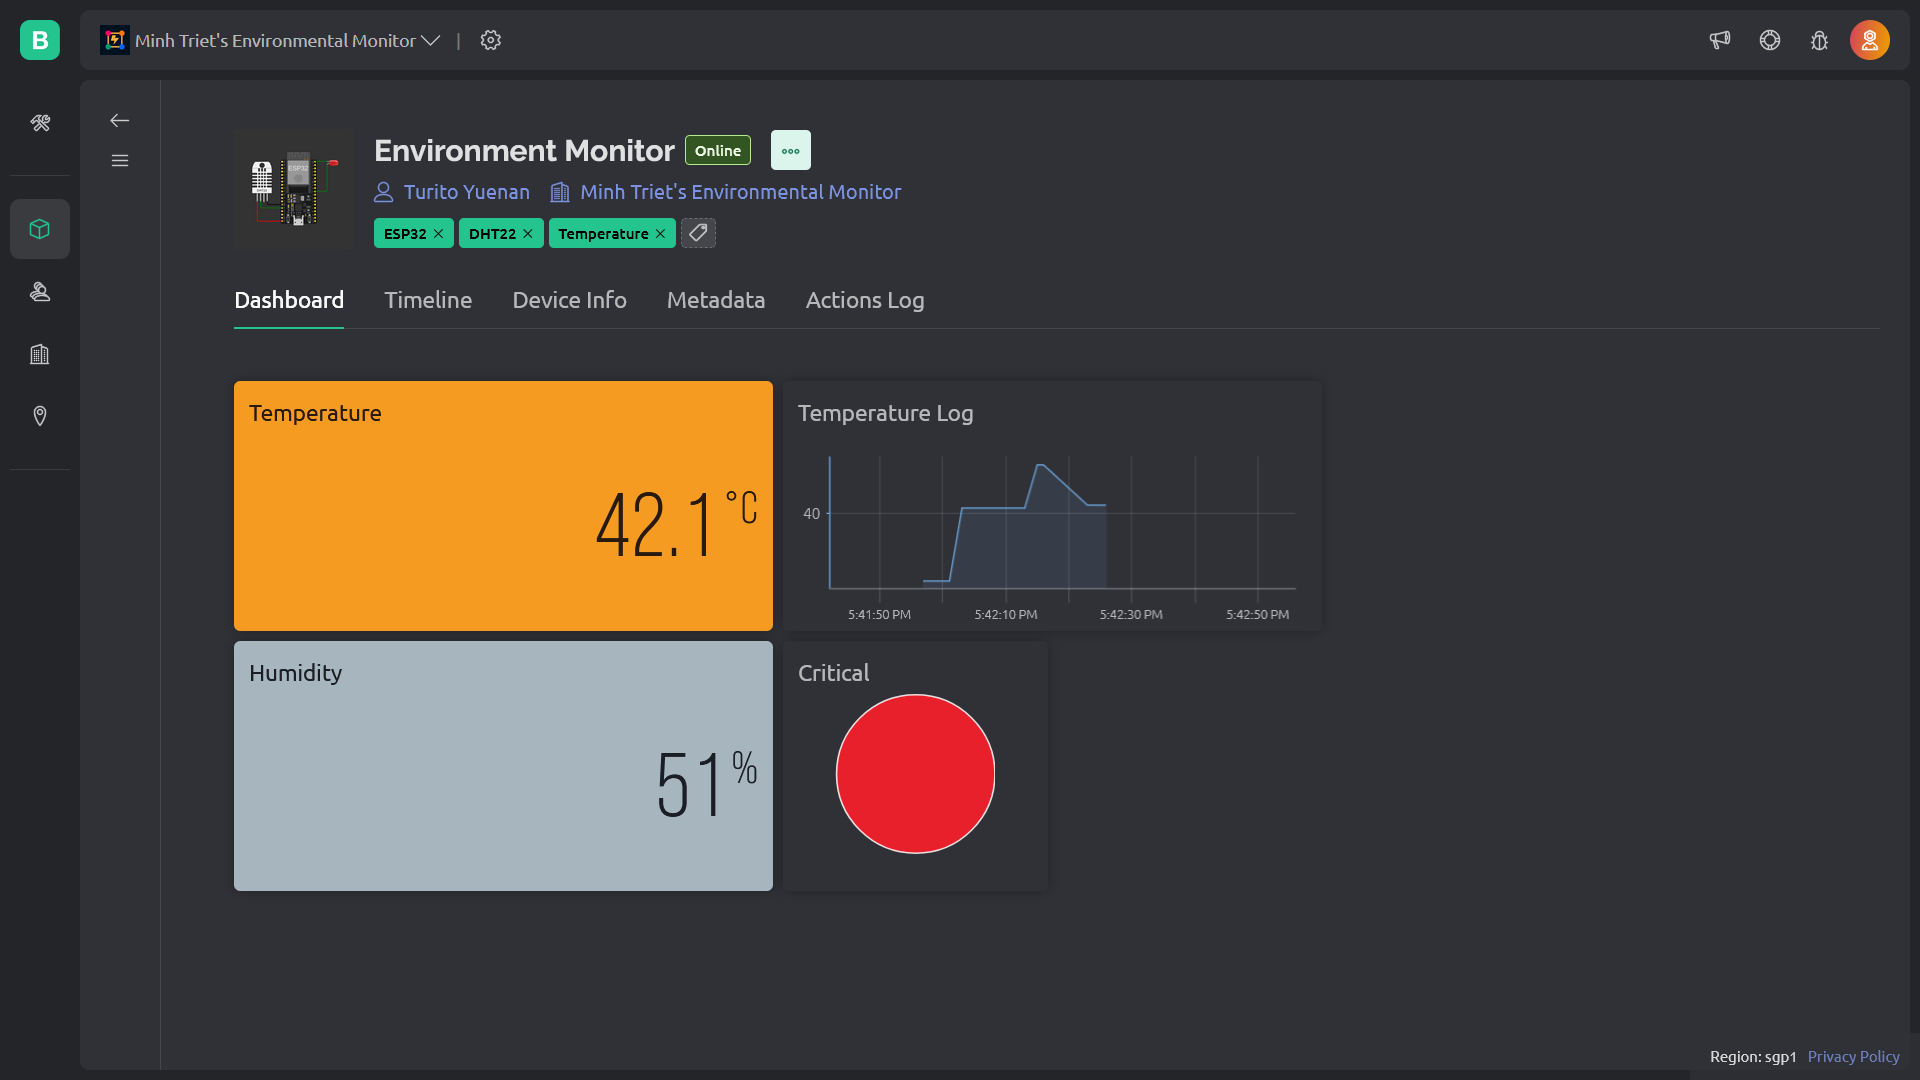 B
Minh Triet's Environmental Monitor
Environment Monitor
Online
Turito Yuenan
Minh Triet's Environmental Monitor
ESP32
DHT22
Temperature
Dashboard
Timeline
Device Info
Metadata
Actions Log
Temperature
42.1 °C
Temperature Log
40
5:41:50 PM
5:42:10 PM
5:42:30 PM
5:42:50 PM
Humidity
51 %
Critical
Region: sgp1
Privacy Policy